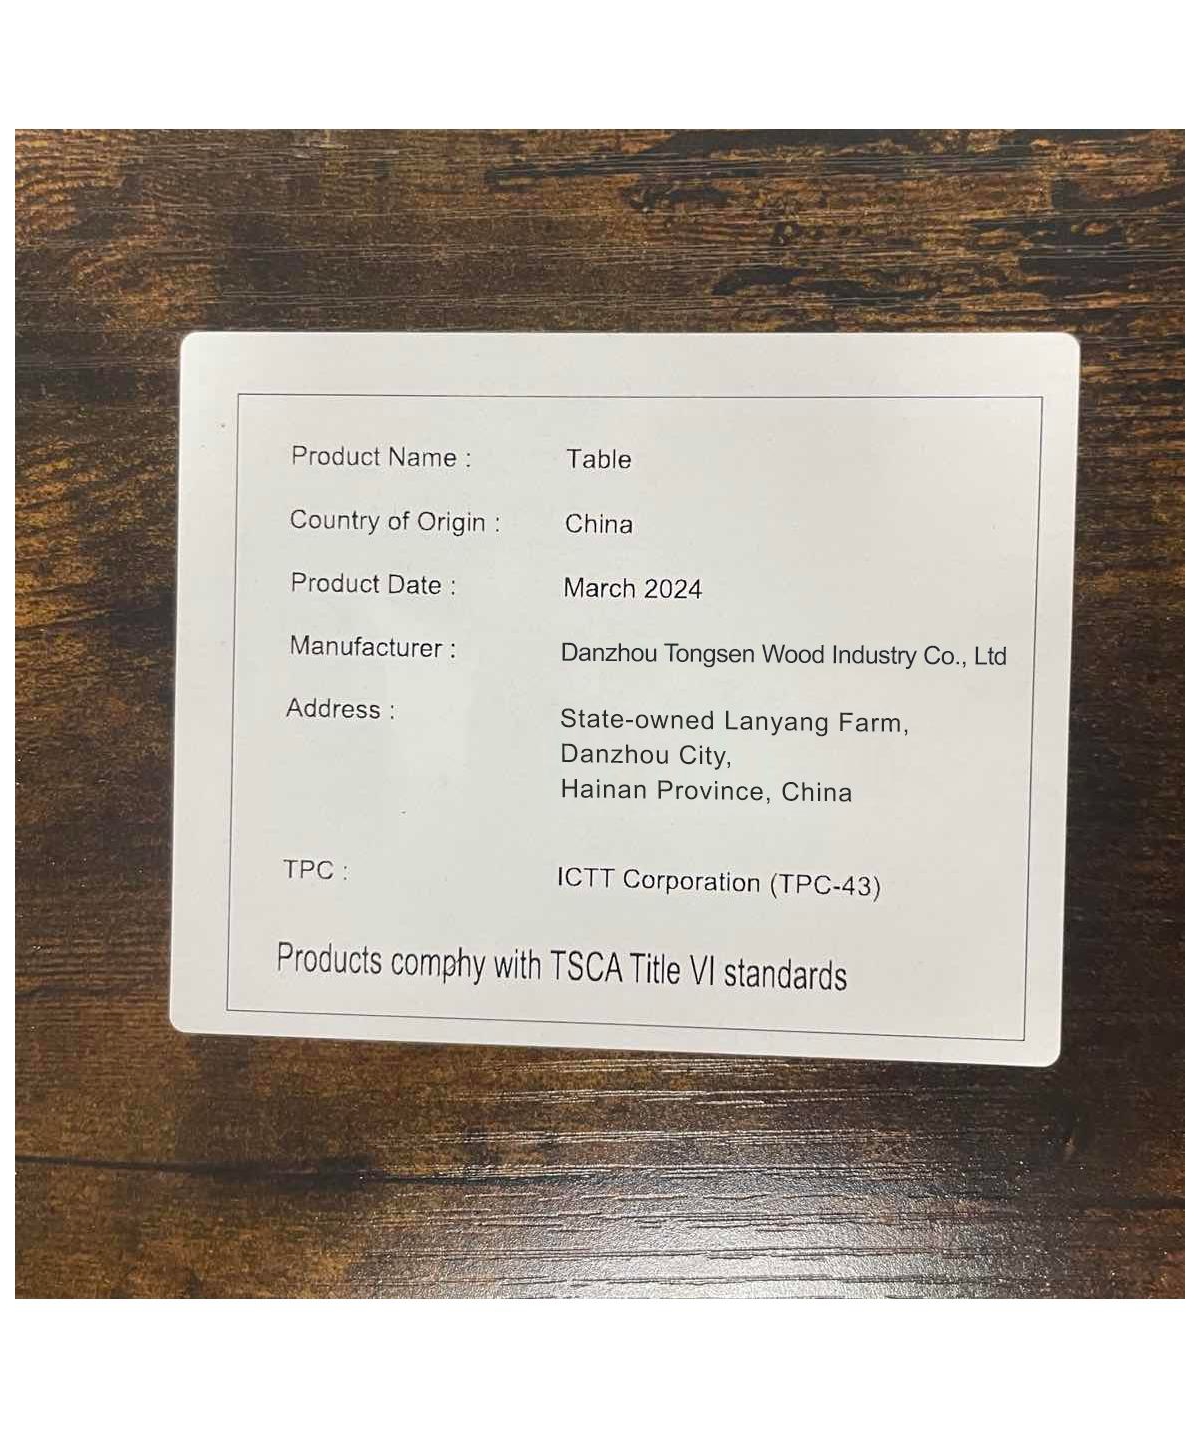 Product Name : Table
Country of Origin : China
Product Date : March 2024
Manufacturer : Danzhou Tongsen Wood Industry Co., Ltd
Address : State-owned Lanyang Farm,
Danzhou City,
Hainan Province, China
TPC : ICTT Corporation (TPC-43)
Products comphy with TSCA Title VI standards